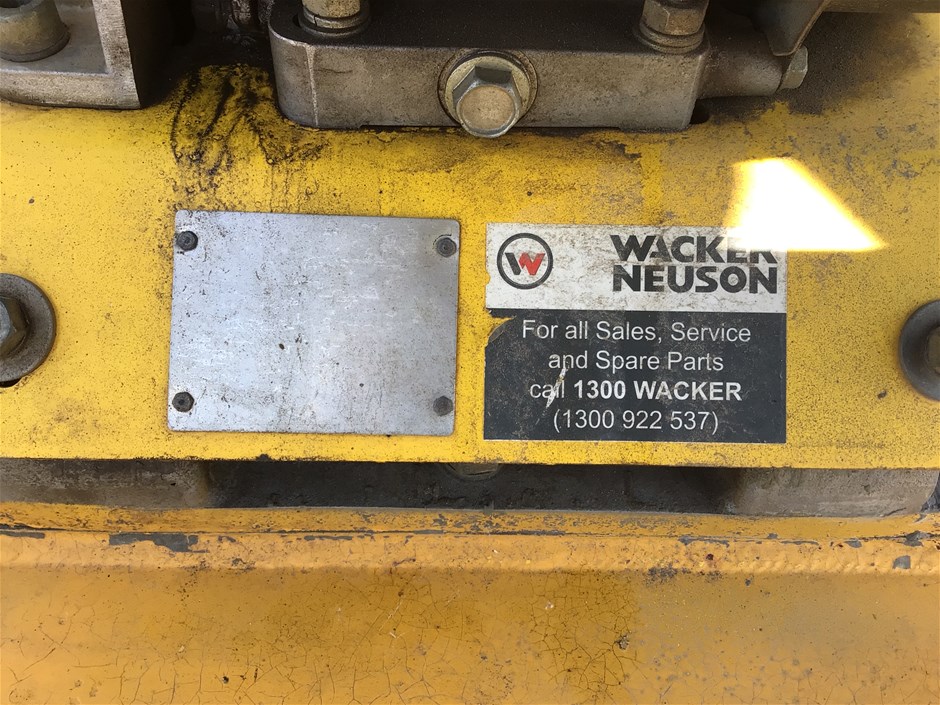 WACKER
NEUSON
For all Sales, Service
and Spare Parts
call 1300 WACKER
(1300 922 537)